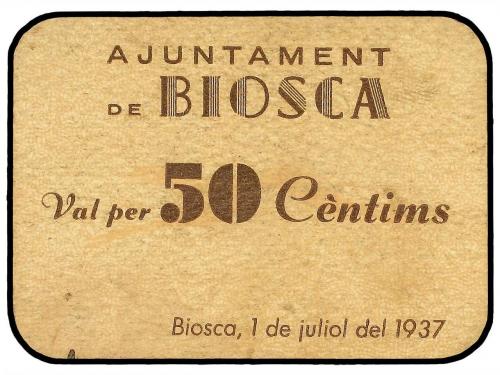 AJUNTAMENT
DE BIOSCA
Val per 50 Cèntims
Biosca, 1 de juliol del 1937